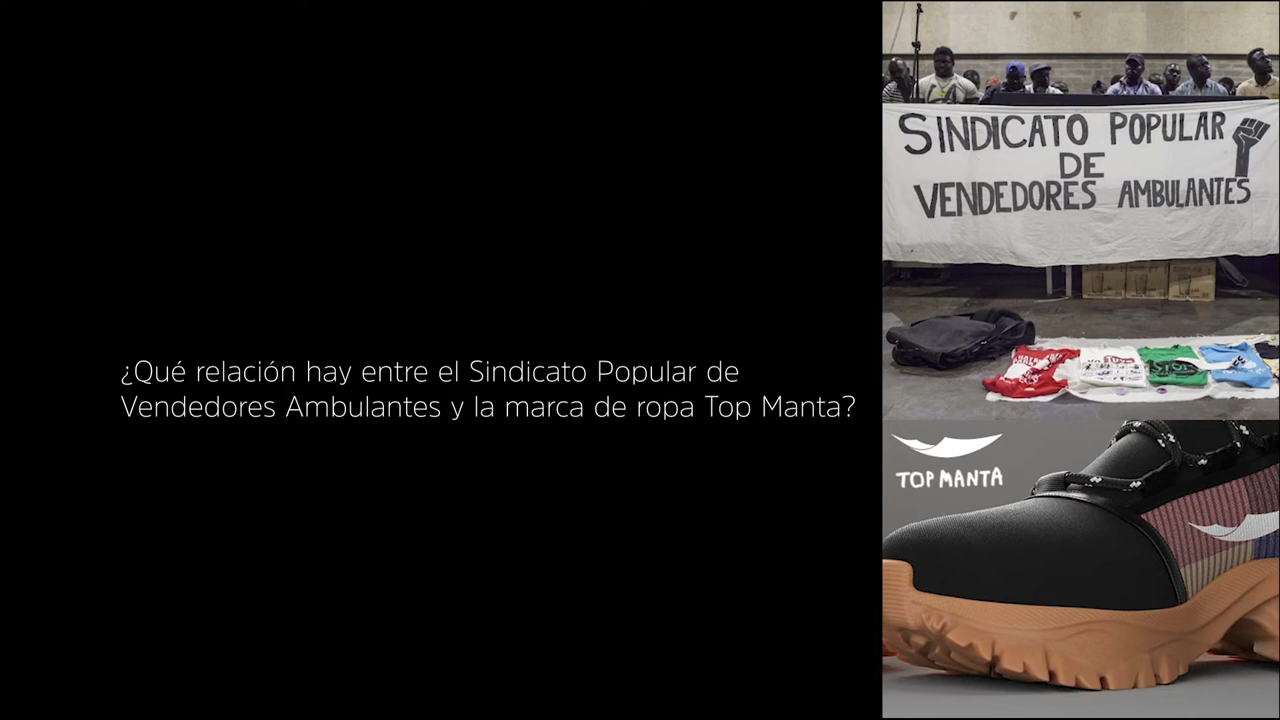 ¿Qué relación hay entre el Sindicato Popular de
Vendedores Ambulantes y la marca de ropa Top Manta?
SINDICATO POPULAR
DE
VENDEDORES AMBULANTES
TOP MANTA